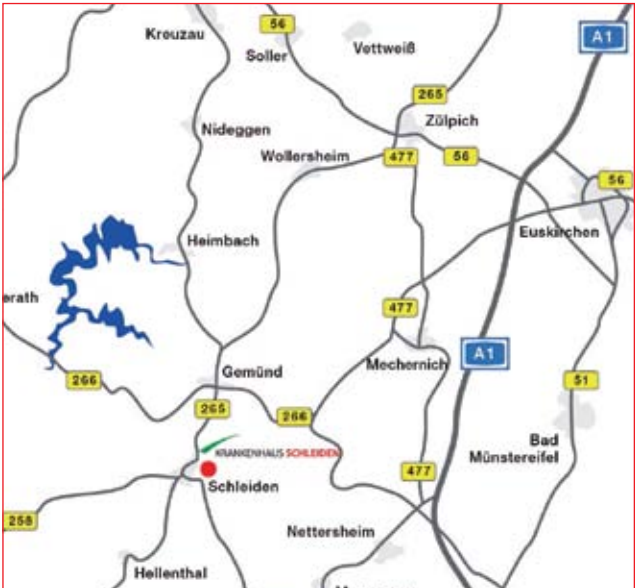 Kreuzau
56
Soller
Vettweiß
A1
265
Zülpich
Nideggen
Wollersheim
477
56
56
Euskirchen
Heimbach
erath
477
Mechernich
A1
Gemünd
266
265
266
51
KRANKENHAUS SCHLEIDEN
Bad
Münstereifel
477
Schleiden
258
Nettersheim
Hellenthal